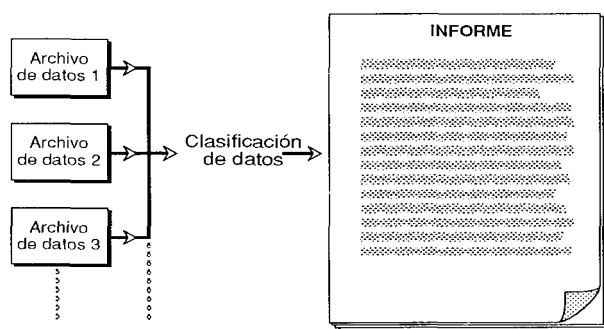 Archivo
de datos 1
Archivo
de datos 2
Archivo
de datos 3
Clasificación
de datos
INFORME